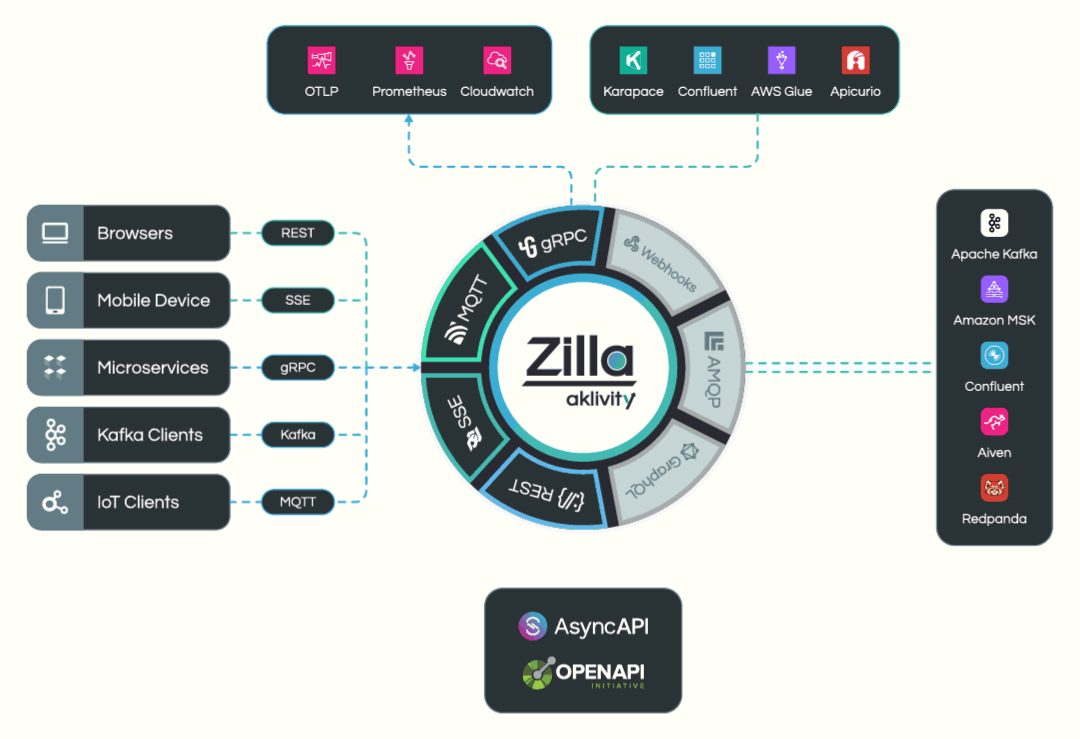 OTLP Prometheus Cloudwatch
Karapace Confluent AWS Glue Apicurio
Browsers
REST
Mobile Device
SSE
Microservices
gRPC
Kafka Clients
Kafka
IoT Clients
MQTT
gRPC
Webhooks
MQTT
AMQP
SSE
GraphQL
{://} REST
Zilla
aklivity
Apache Kafka
Amazon MSK
Confluent
Aiven
Redpanda
AsyncAPI
OPENAPI
INITIATIVE